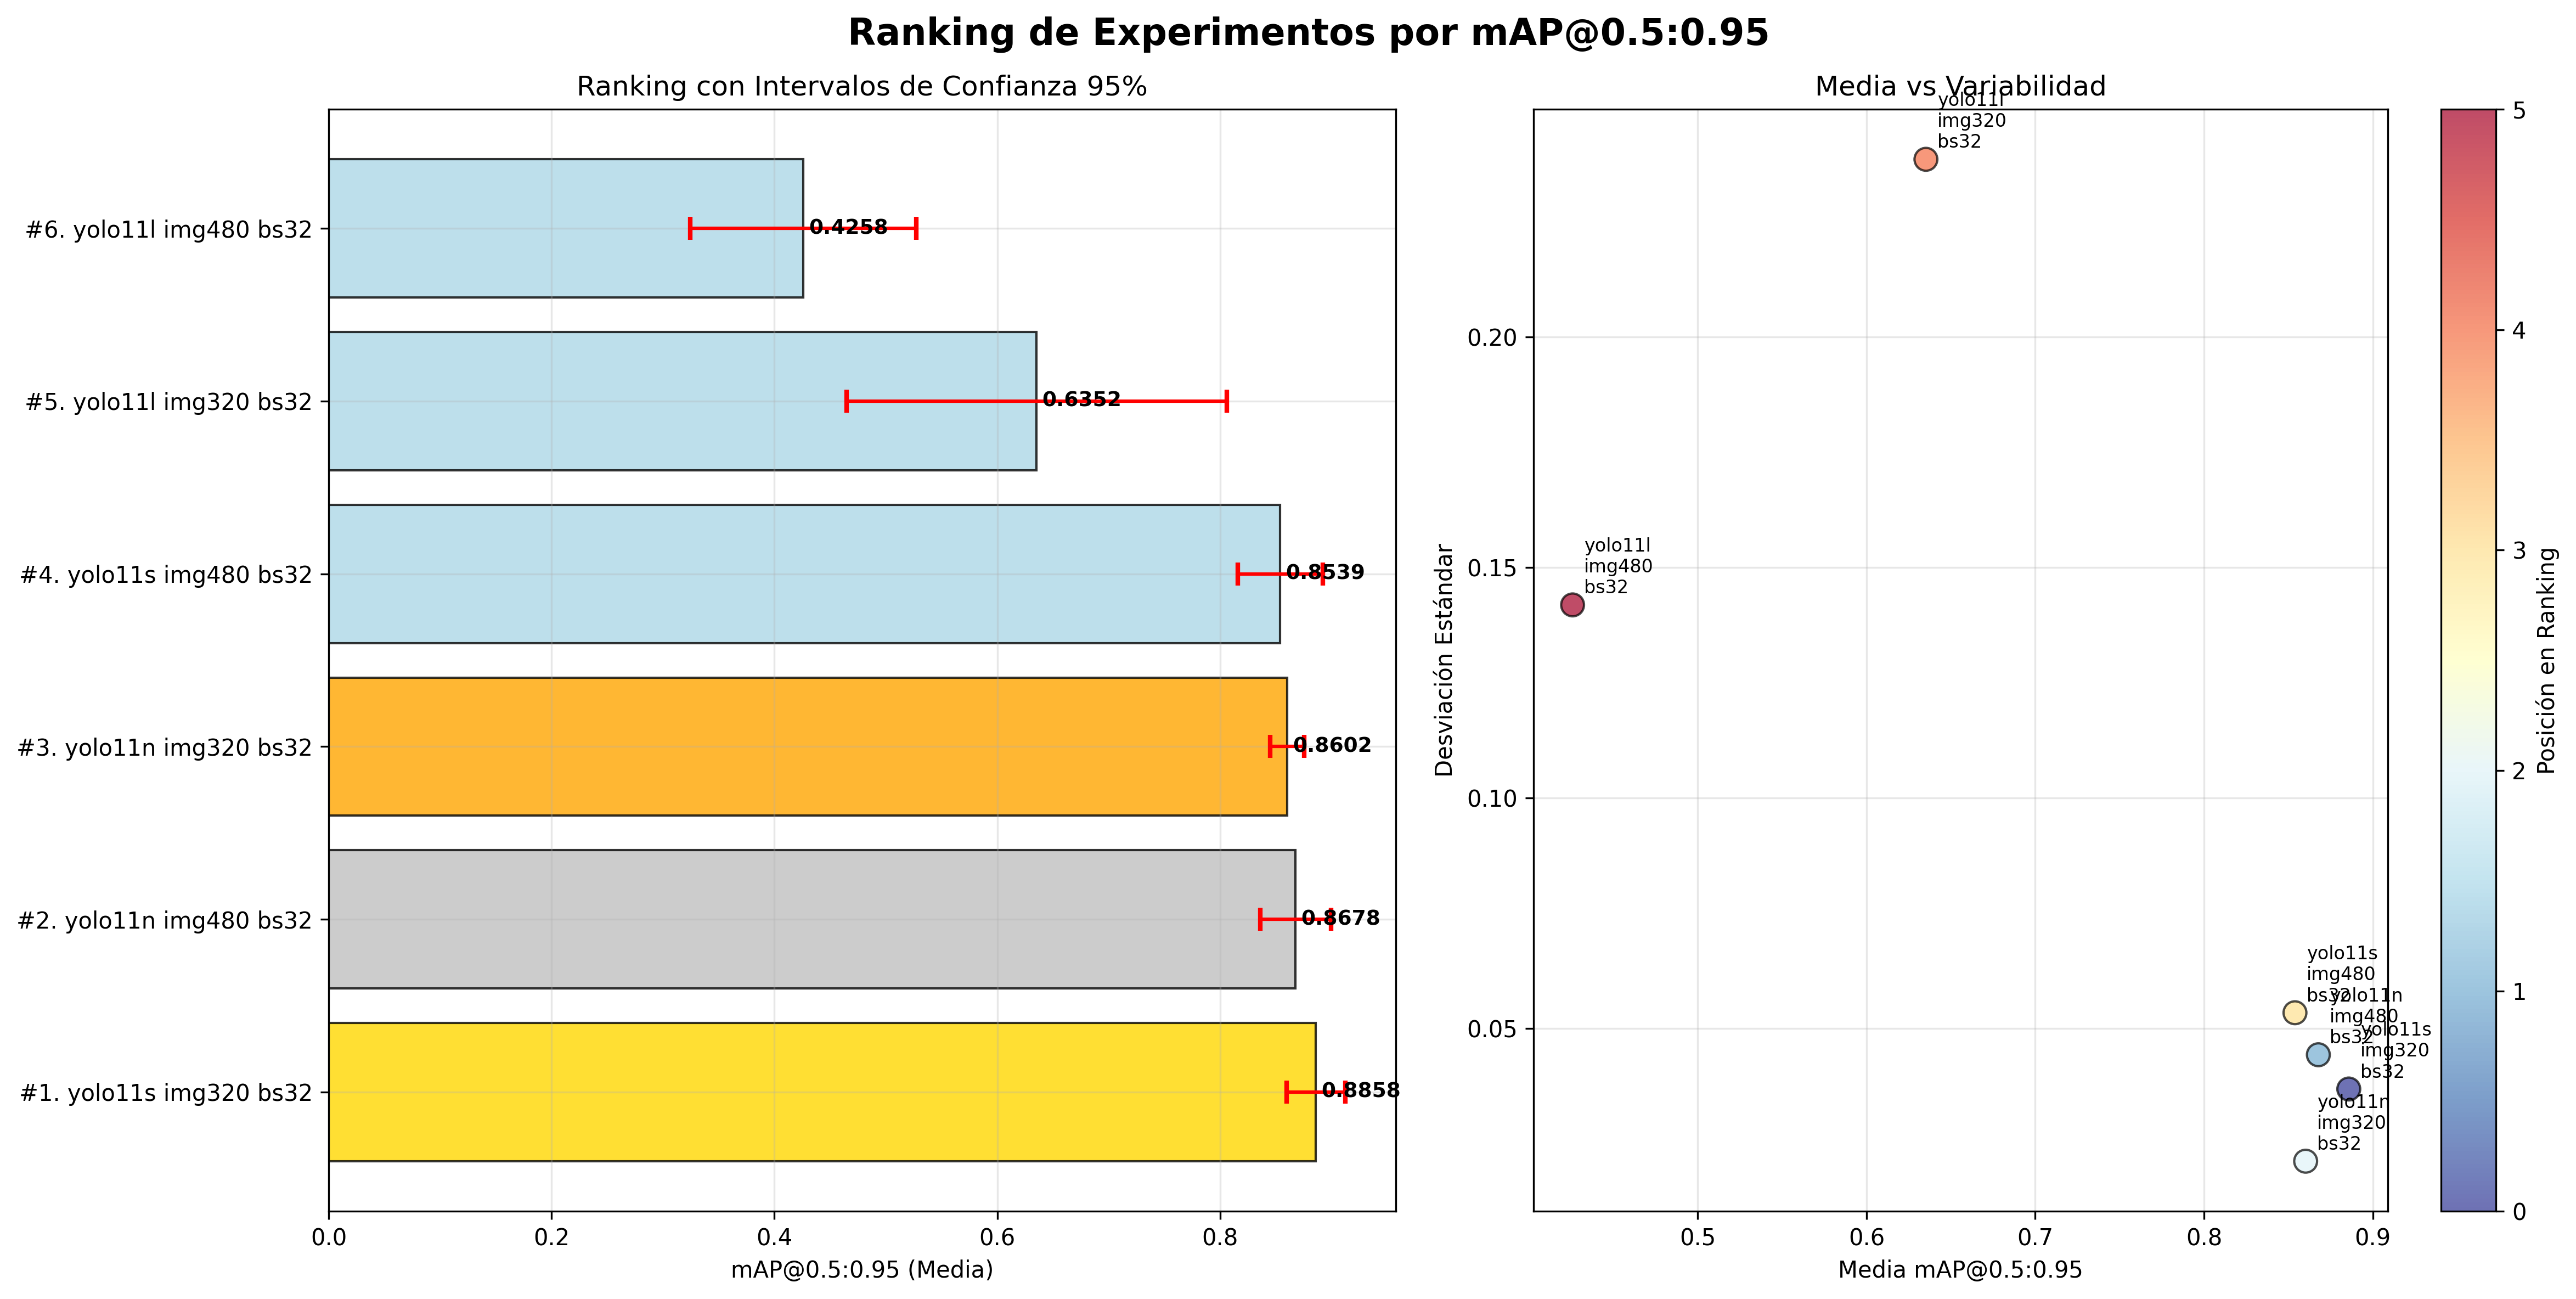 Ranking de Experimentos por mAP@0.5:0.95
Ranking con Intervalos de Confianza 95%
#6. yolo11l img480 bs32
0.4258
#5. yolo11l img320 bs32
0.6352
#4. yolo11s img480 bs32
0.8539
#3. yolo11n img320 bs32
0.8602
#2. yolo11n img480 bs32
0.8678
#1. yolo11s img320 bs32
0.8858
0.0
0.2
0.4
0.6
0.8
mAP@0.5:0.95 (Media)
Media vs Variabilidad
yolo11l
img320
bs32
yolo11l
img480
bs32
yolo11s
img480
bs32
yolo11n
img480
bs32
yolo11s
img320
bs32
yolo11n
img320
bs32
0.20
0.15
0.10
0.05
Desviación Estándar
0.5
0.6
0.7
0.8
0.9
Media mAP@0.5:0.95
5
4
3
2
1
0
Posición en Ranking